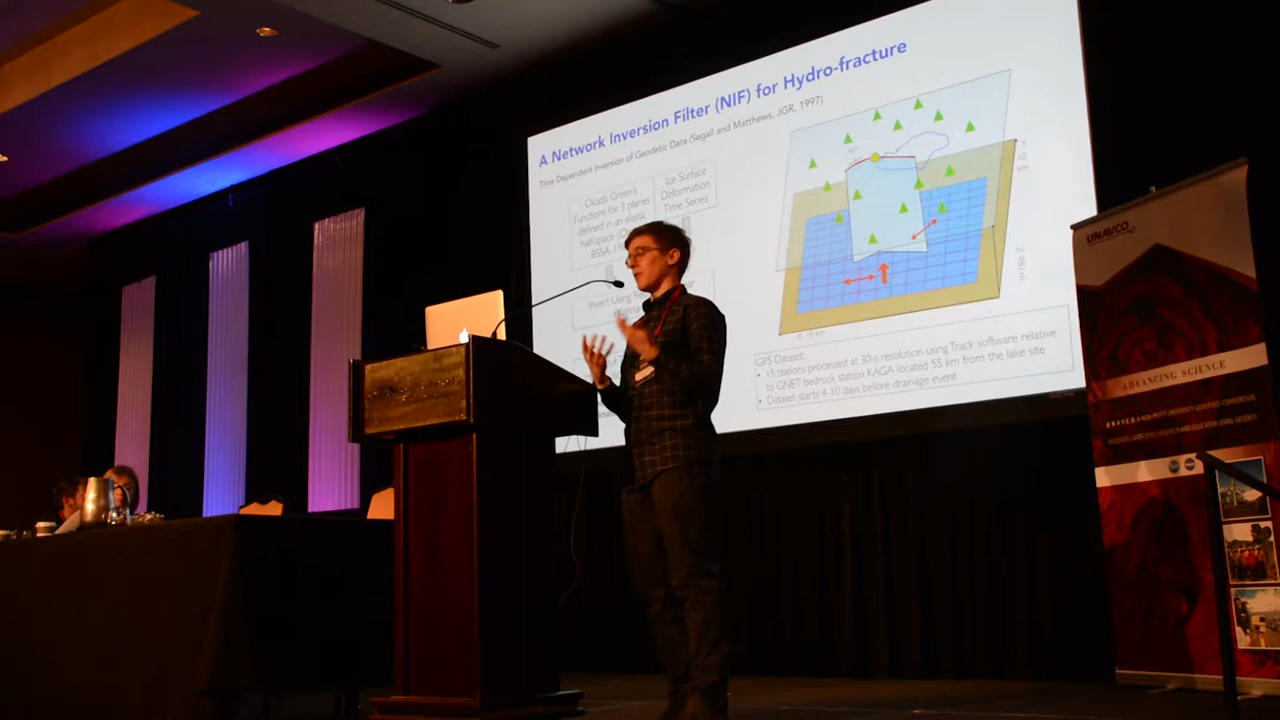 A Network Inversion Filter (NIF) for Hydro-fracture
Time Dependent Inversion of Geodetic Data (Segall and Matthews, JGR, 1997)
Okada Green's
Functions for 3 planes
defined in an elastic
half-space
BSSA,
Ice Surface
Deformation
Time Series
Invert Using
GPS Dataset:
• 15 stations processed at 30-s resolution using Track software relative
to GNET bedrock station KAGA located 55 km from the lake site
• Dataset starts 4-10 days before drainage event
UNAVCO
ADVANCING SCIENCE